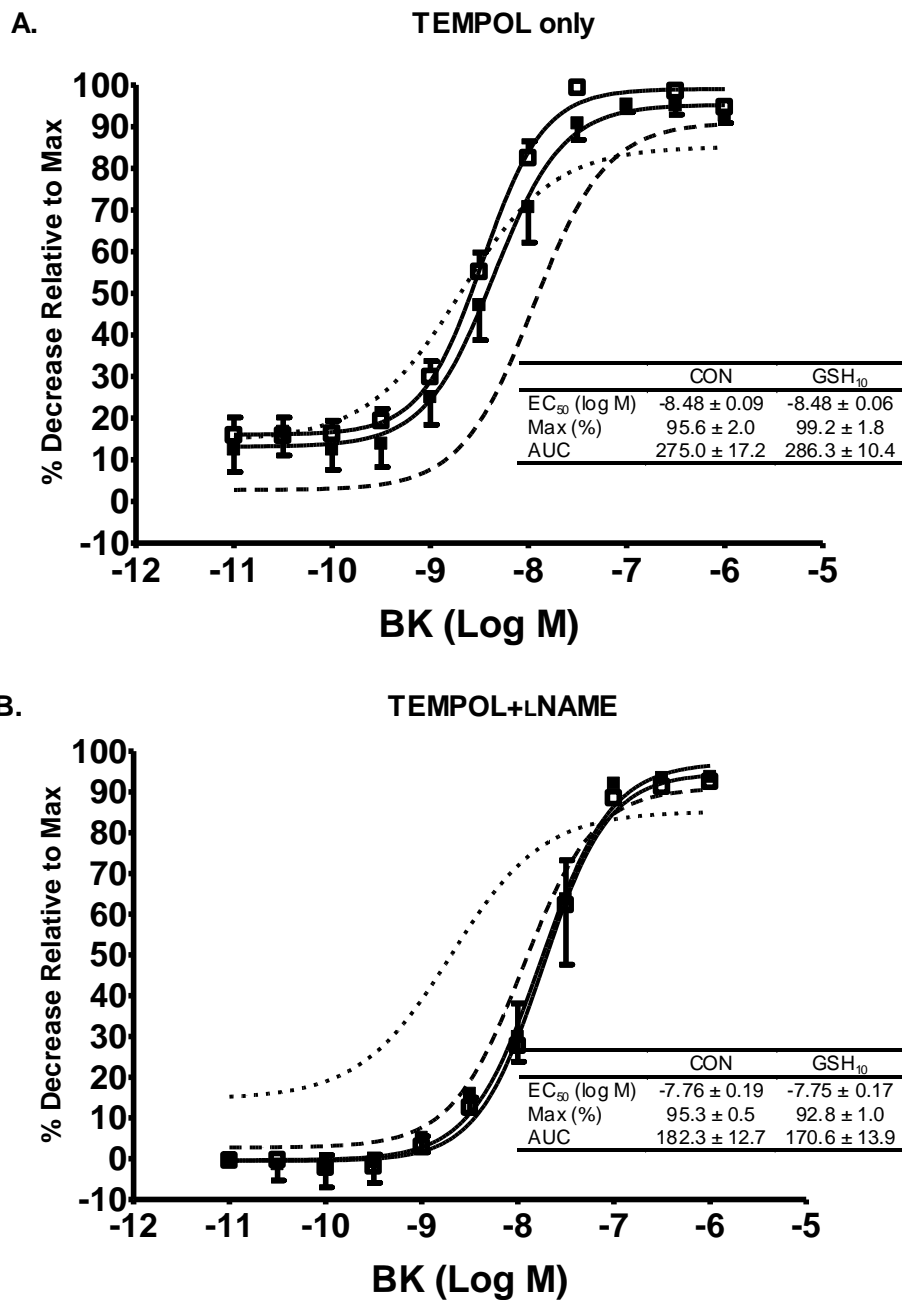 A.
TEMPOL only
100
90
80
70
60
50
40
30
20
10
0
-10
% Decrease Relative to Max
CON GSH₁₀
EC₅₀ (log M) -8.48 ± 0.09 -8.48 ± 0.06
Max (%) 95.6 ± 2.0 99.2 ± 1.8
AUC 275.0 ± 17.2 286.3 ± 10.4
-12 -11 -10 -9 -8 -7 -6 -5
BK (Log M)
B.
TEMPOL+LNAME
100
90
80
70
60
50
40
30
20
10
0
-10
% Decrease Relative to Max
CON GSH₁₀
EC₅₀ (log M) -7.76 ± 0.19 -7.75 ± 0.17
Max (%) 95.3 ± 0.5 92.8 ± 1.0
AUC 182.3 ± 12.7 170.6 ± 13.9
-12 -11 -10 -9 -8 -7 -6 -5
BK (Log M)